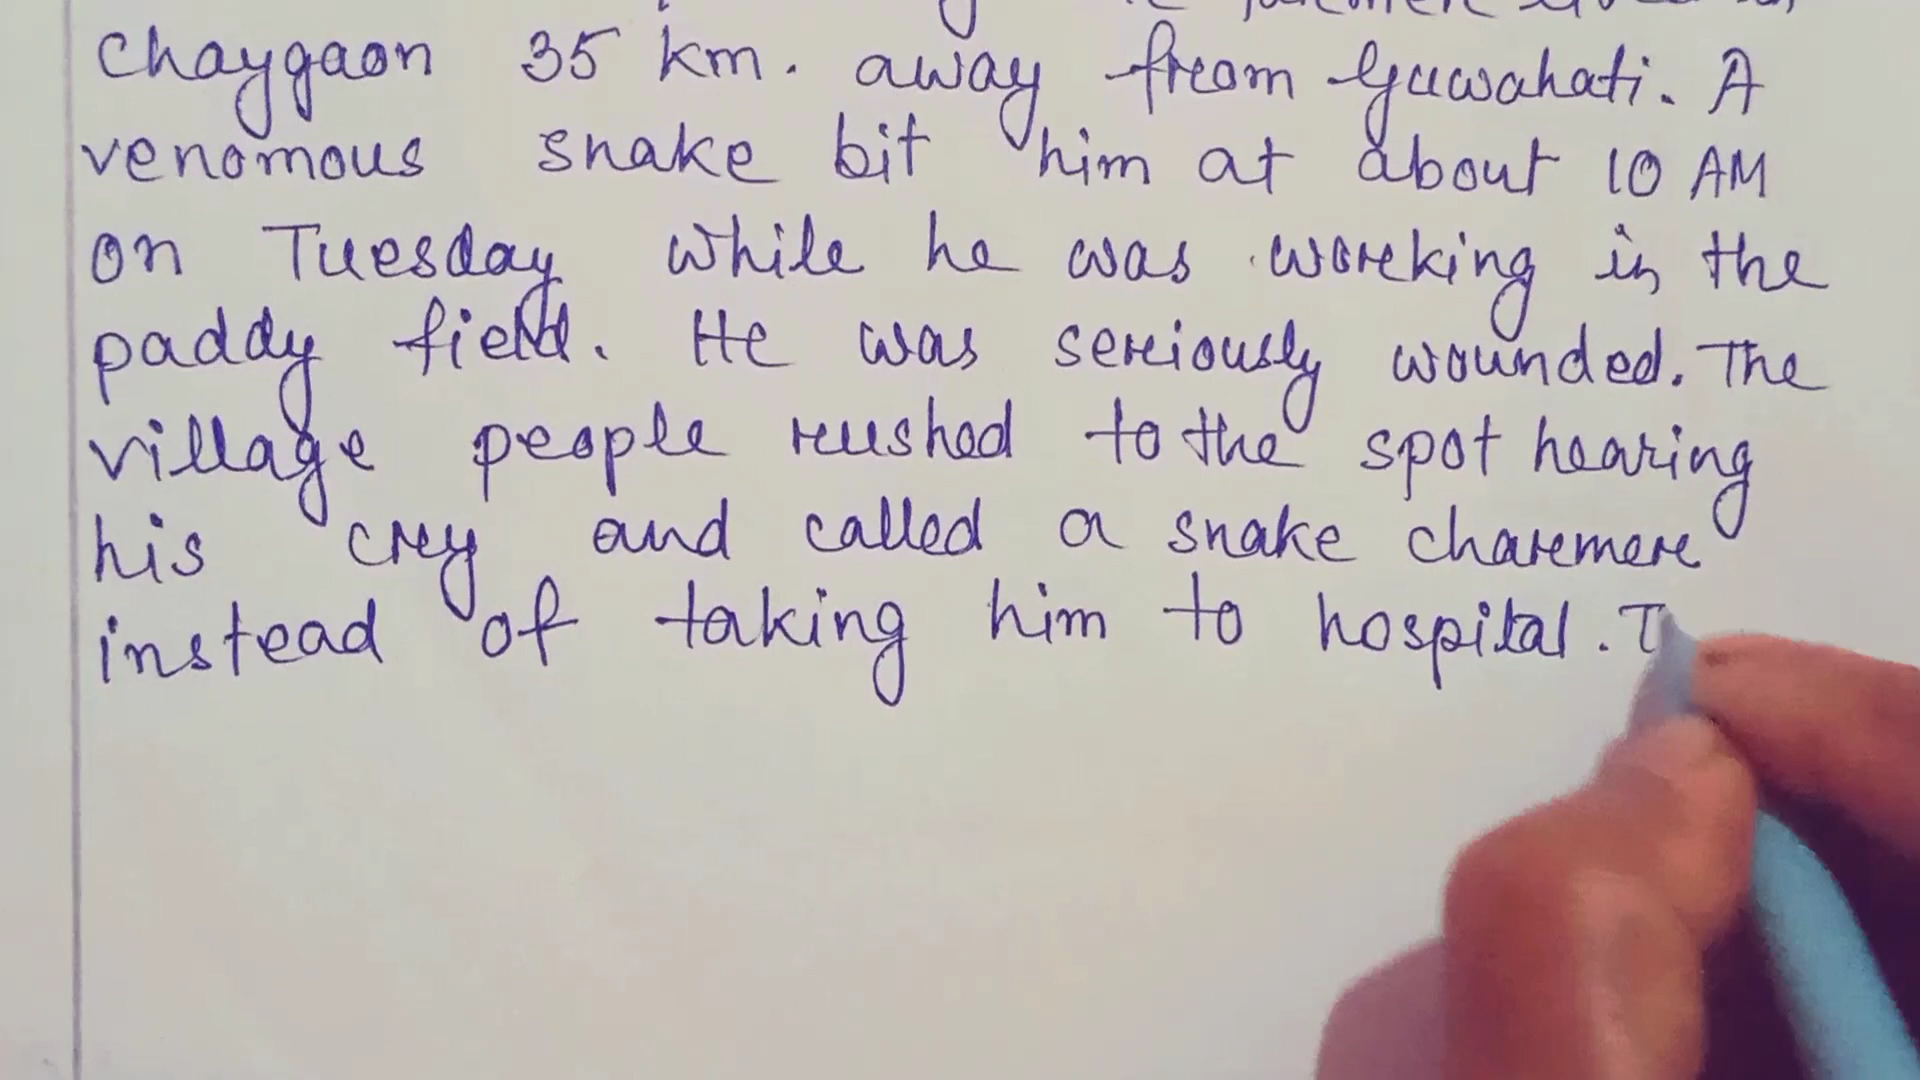 Chaygaon 35 km. away from Guwahati. A
venomous snake bit him at about 10 AM
on Tuesday while he was working in the
paddy field. He was seriously wounded. The
village people rushed to the spot hearing
his cry and called a snake charmer
instead of taking him to hospital. T